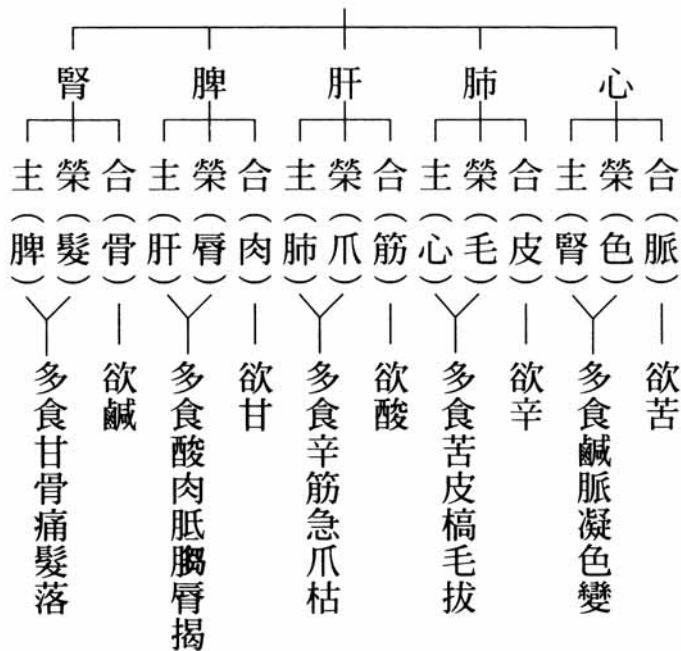 心
合（脈）
欲苦
榮（色）
主（腎）
多食鹹脈凝色變
肺
合（皮）
欲辛
榮（毛）
主（心）
多食苦皮槁毛拔
肝
合（筋）
欲酸
榮（爪）
主（肺）
多食辛筋急爪枯
脾
合（肉）
欲甘
榮（脣）
主（肝）
多食酸肉胝䐢脣揭
腎
合（骨）
欲鹹
榮（髮）
主（脾）
多食甘骨痛髮落